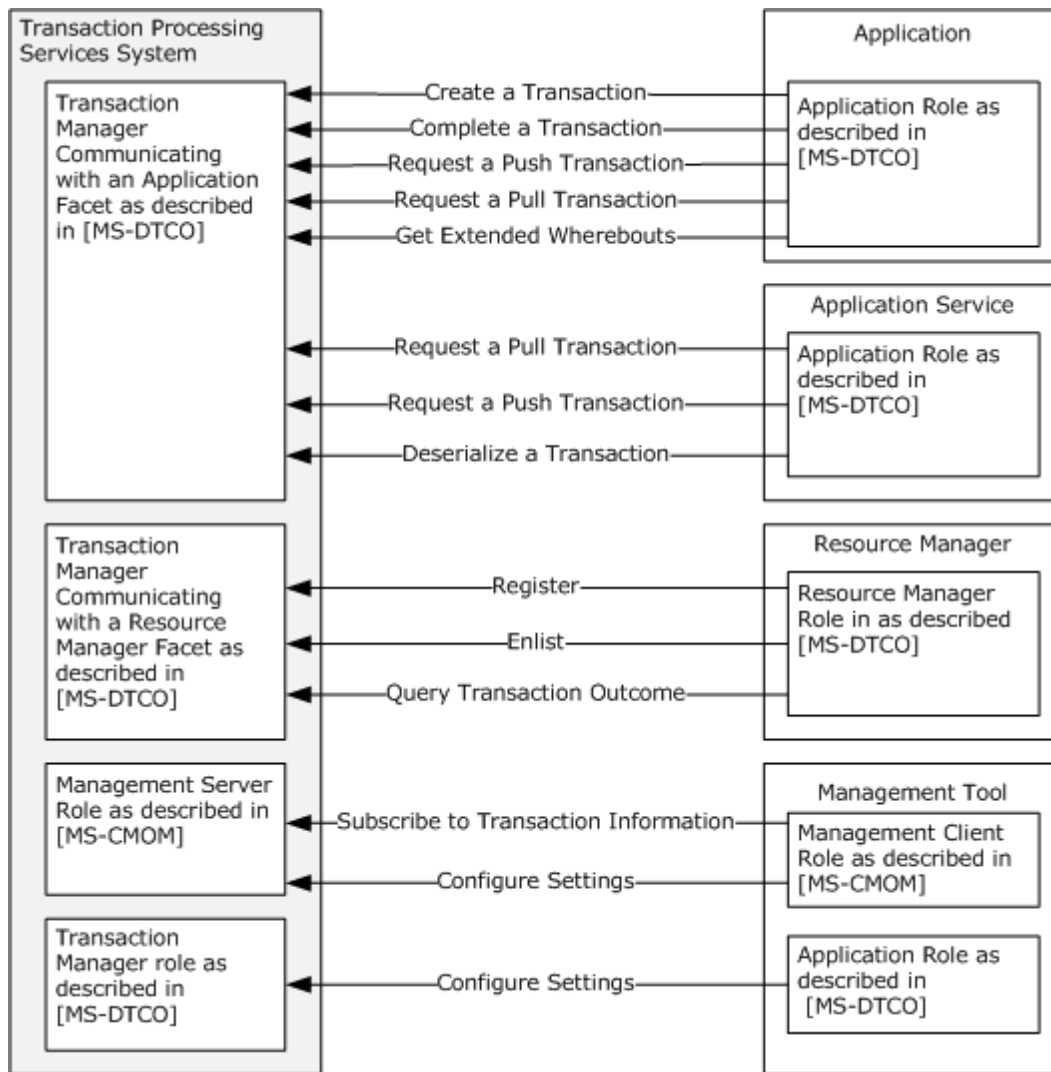 Transaction Processing
Services System
Application
Transaction
Manager
Communicating
with an Application
Facet as described
in [MS-DTCO]
Create a Transaction
Complete a Transaction
Request a Push Transaction
Request a Pull Transaction
Get Extended Wherebouts
Application Role as
described in
[MS-DTCO]
Application Service
Request a Pull Transaction
Request a Push Transaction
Deserialize a Transaction
Application Role as
described in
[MS-DTCO]
Transaction
Manager
Communicating
with a Resource
Manager Facet as
described in
[MS-DTCO]
Register
Enlist
Query Transaction Outcome
Resource Manager
Resource Manager
Role in as described
[MS-DTCO]
Management Server
Role as described in
[MS-CMOM]
Subscribe to Transaction Information
Configure Settings
Management Tool
Management Client
Role as described in
[MS-CMOM]
Transaction
Manager role as
described in
[MS-DTCO]
Configure Settings
Application Role as
described in
[MS-DTCO]